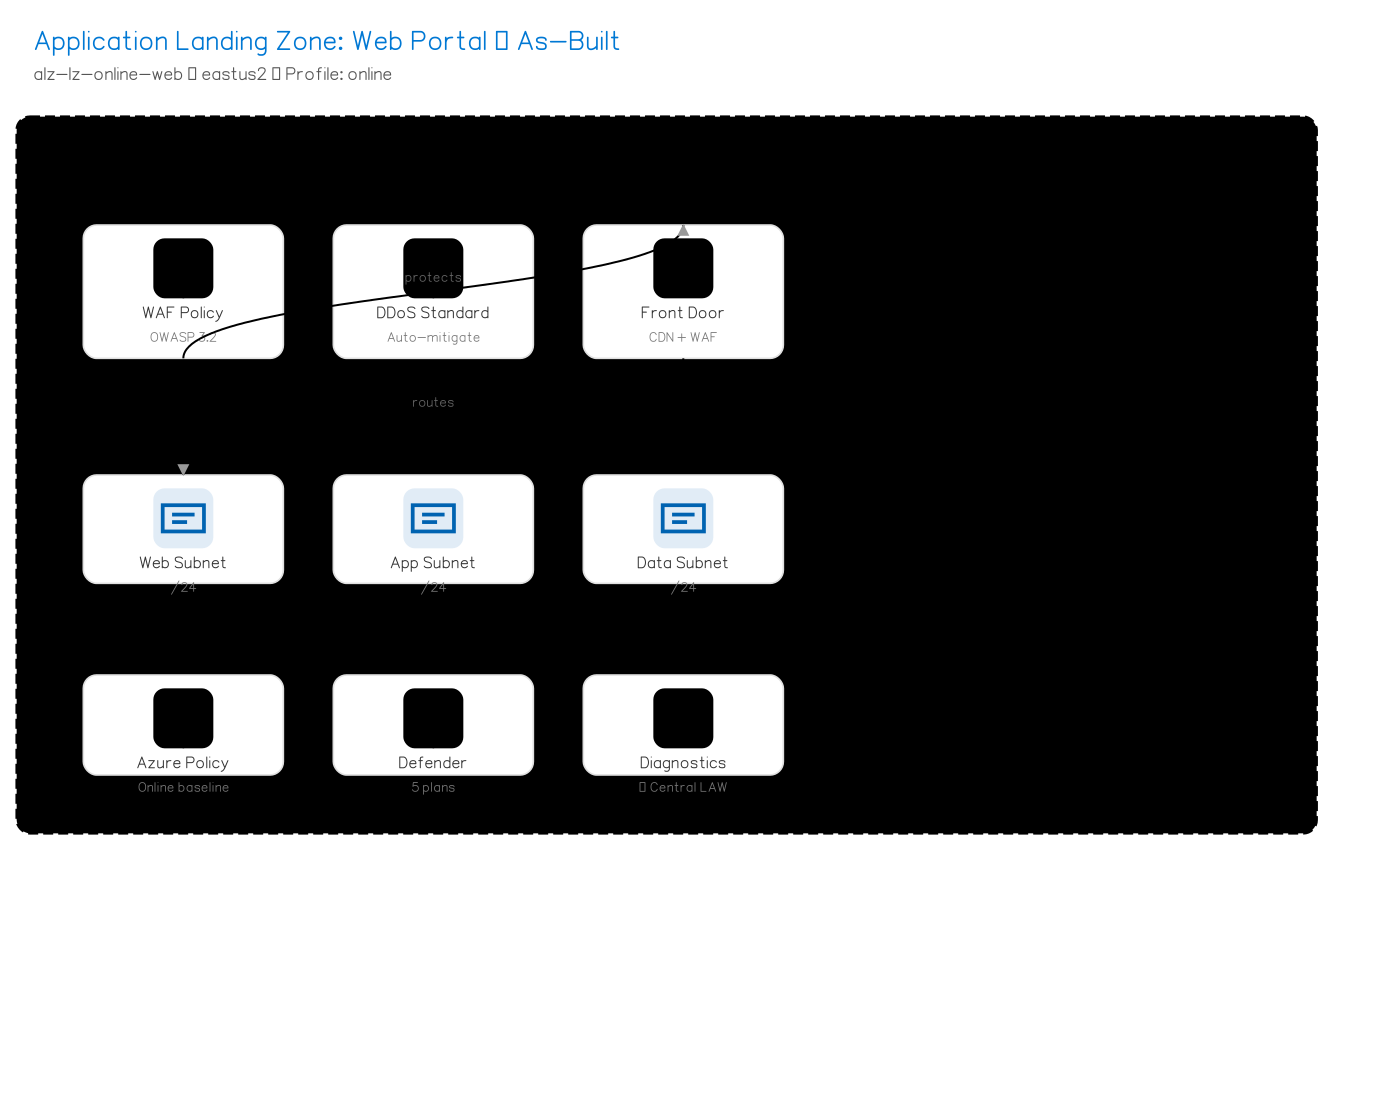 Application Landing Zone: Web Portal ▯ As-Built
alz-lz-online-web ▯ eastus2 ▯ Profile: online
protects
WAF Policy
DDoS Standard
Front Door
OWASP 3.2
Auto-mitigate
CDN + WAF
routes
Web Subnet
App Subnet
Data Subnet
/24
/24
/24
Azure Policy
Defender
Diagnostics
Online baseline
5 plans
▯ Central LAW